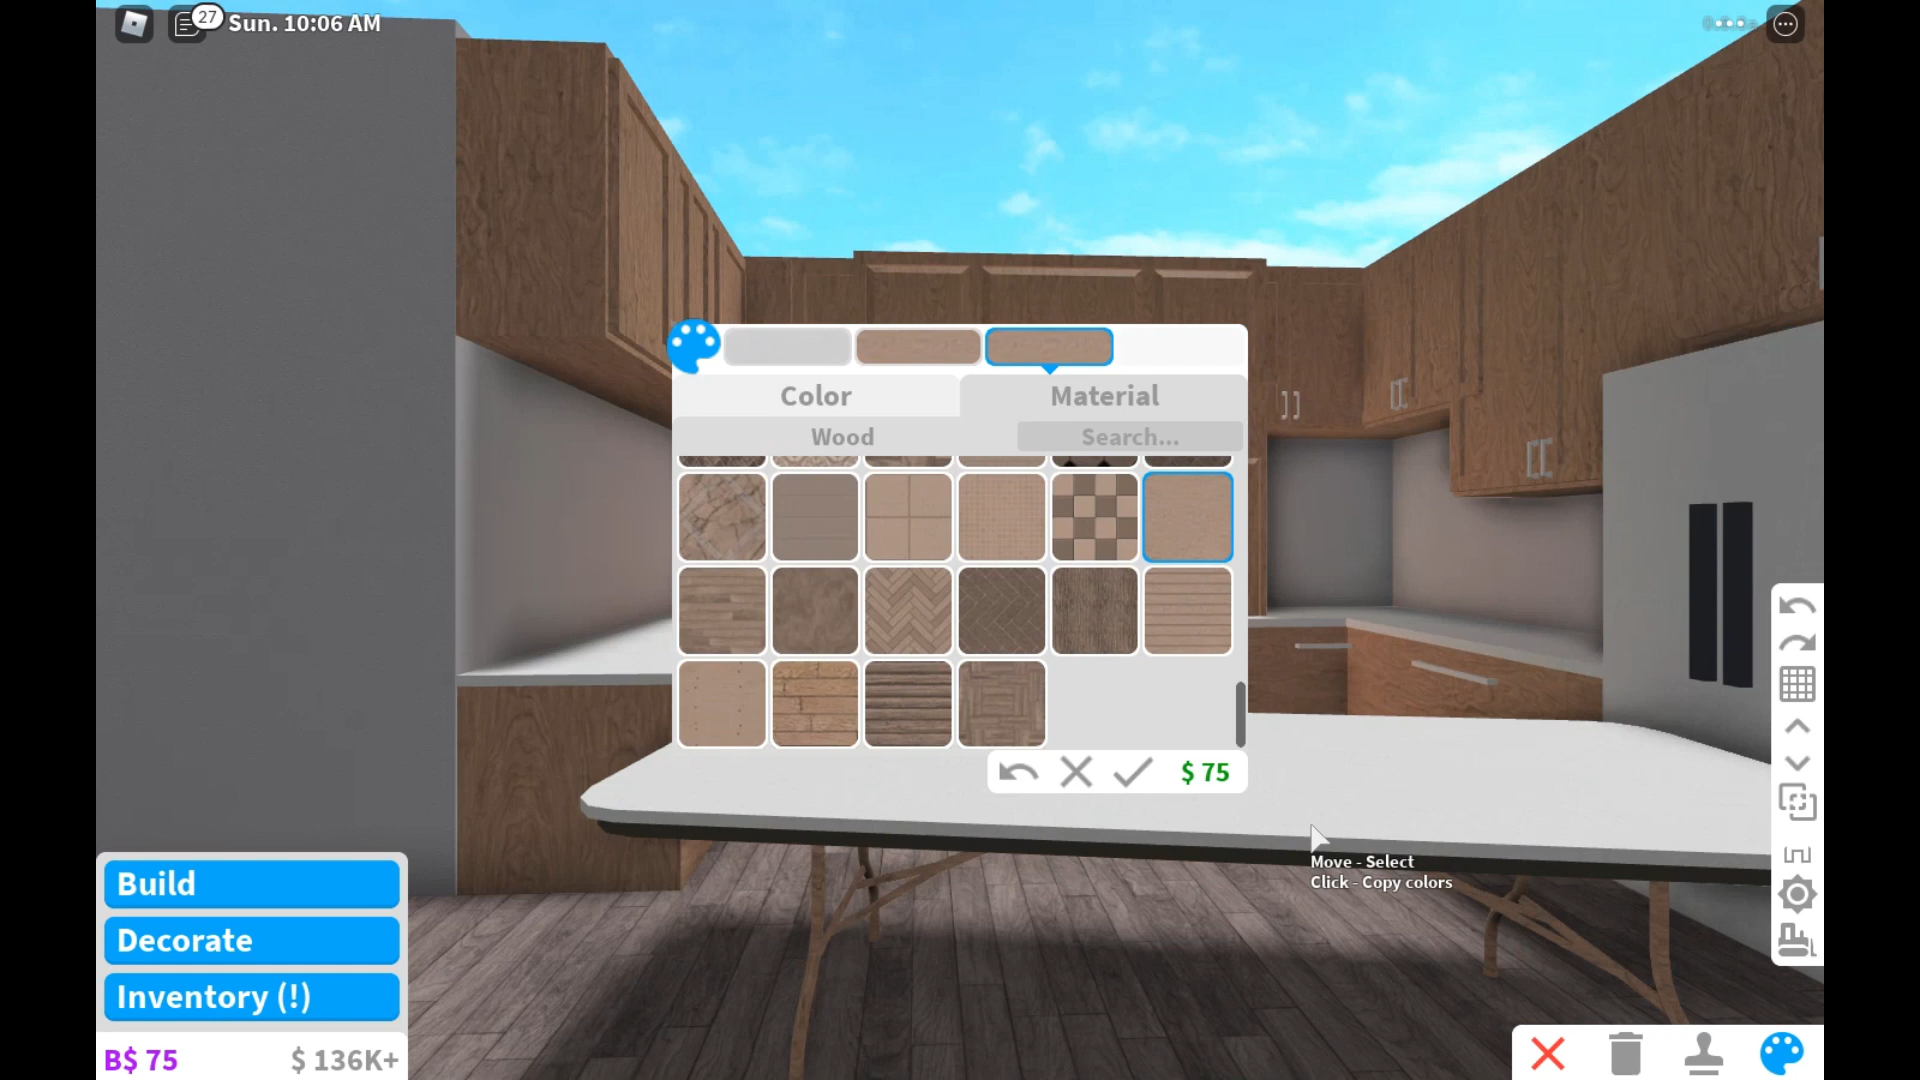 27
Sun. 10:06 AM
Color
Material
Wood
Search...
$ 75
Move - Select
Click - Copy colors
Build
Decorate
Inventory (!)
B$ 75
$ 136K+